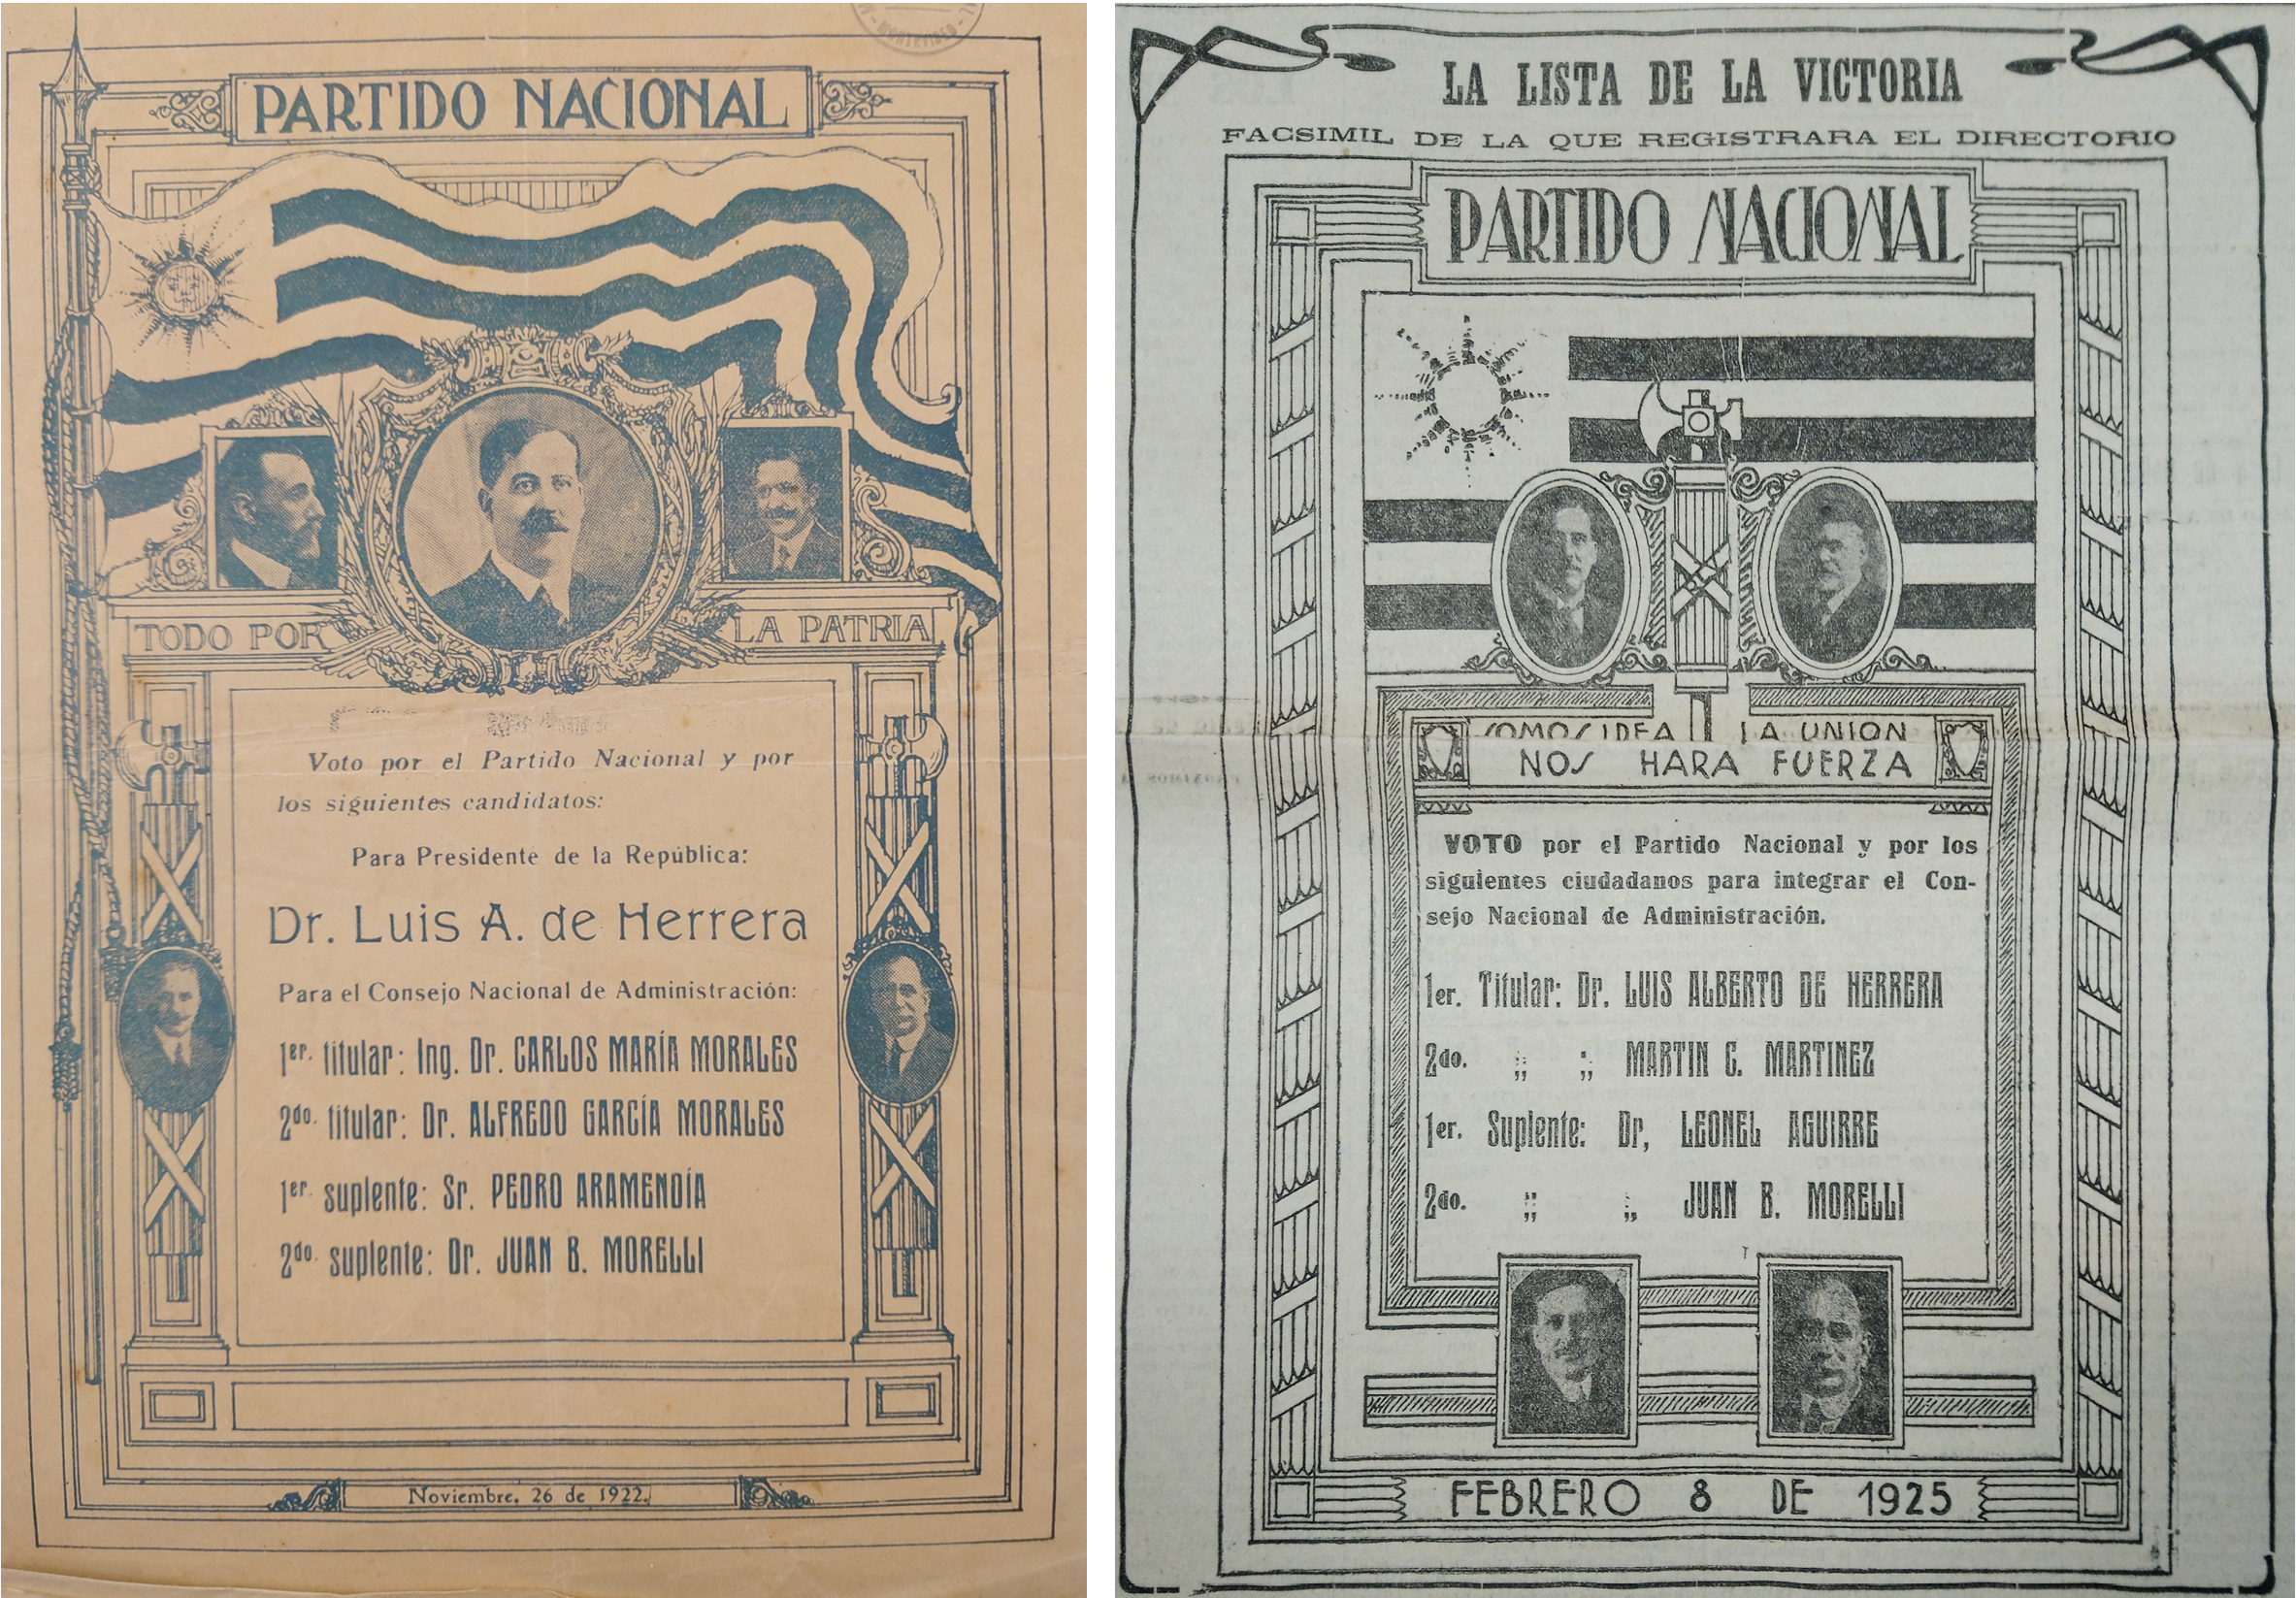 PARTIDO NACIONAL
TODO POR LA PATRIA
Voto por el Partido Nacional y por
los siguientes candidatos:
Para Presidente de la República:
Dr. Luis A. de Herrera
Para el Consejo Nacional de Administración:
1er. titular: Ing. Dr. CARLOS MARÍA MORALES
2do. titular: Dr. ALFREDO GARCÍA MORALES
1er. suplente: Sr. PEDRO ARAMENDÍA
2do. suplente: Dr. JUAN B. MORELLI
Noviembre, 26 de 1922.
LA LISTA DE LA VICTORIA
FACSIMIL DE LA QUE REGISTRARA EL DIRECTORIO
PARTIDO NACIONAL
SOMOS IDEA LA UNION
NOS HARA FUERZA
VOTO por el Partido Nacional y por los
siguientes ciudadanos para integrar el Con-
sejo Nacional de Administración.
1er. Titular: Dr. LUIS ALBERTO DE HERRERA
2do. ,, ,, MARTIN C. MARTINEZ
1er. Suplente: Dr, LEONEL AGUIRRE
2do. ,, ,, JUAN B. MORELLI
FEBRERO 8 DE 1925